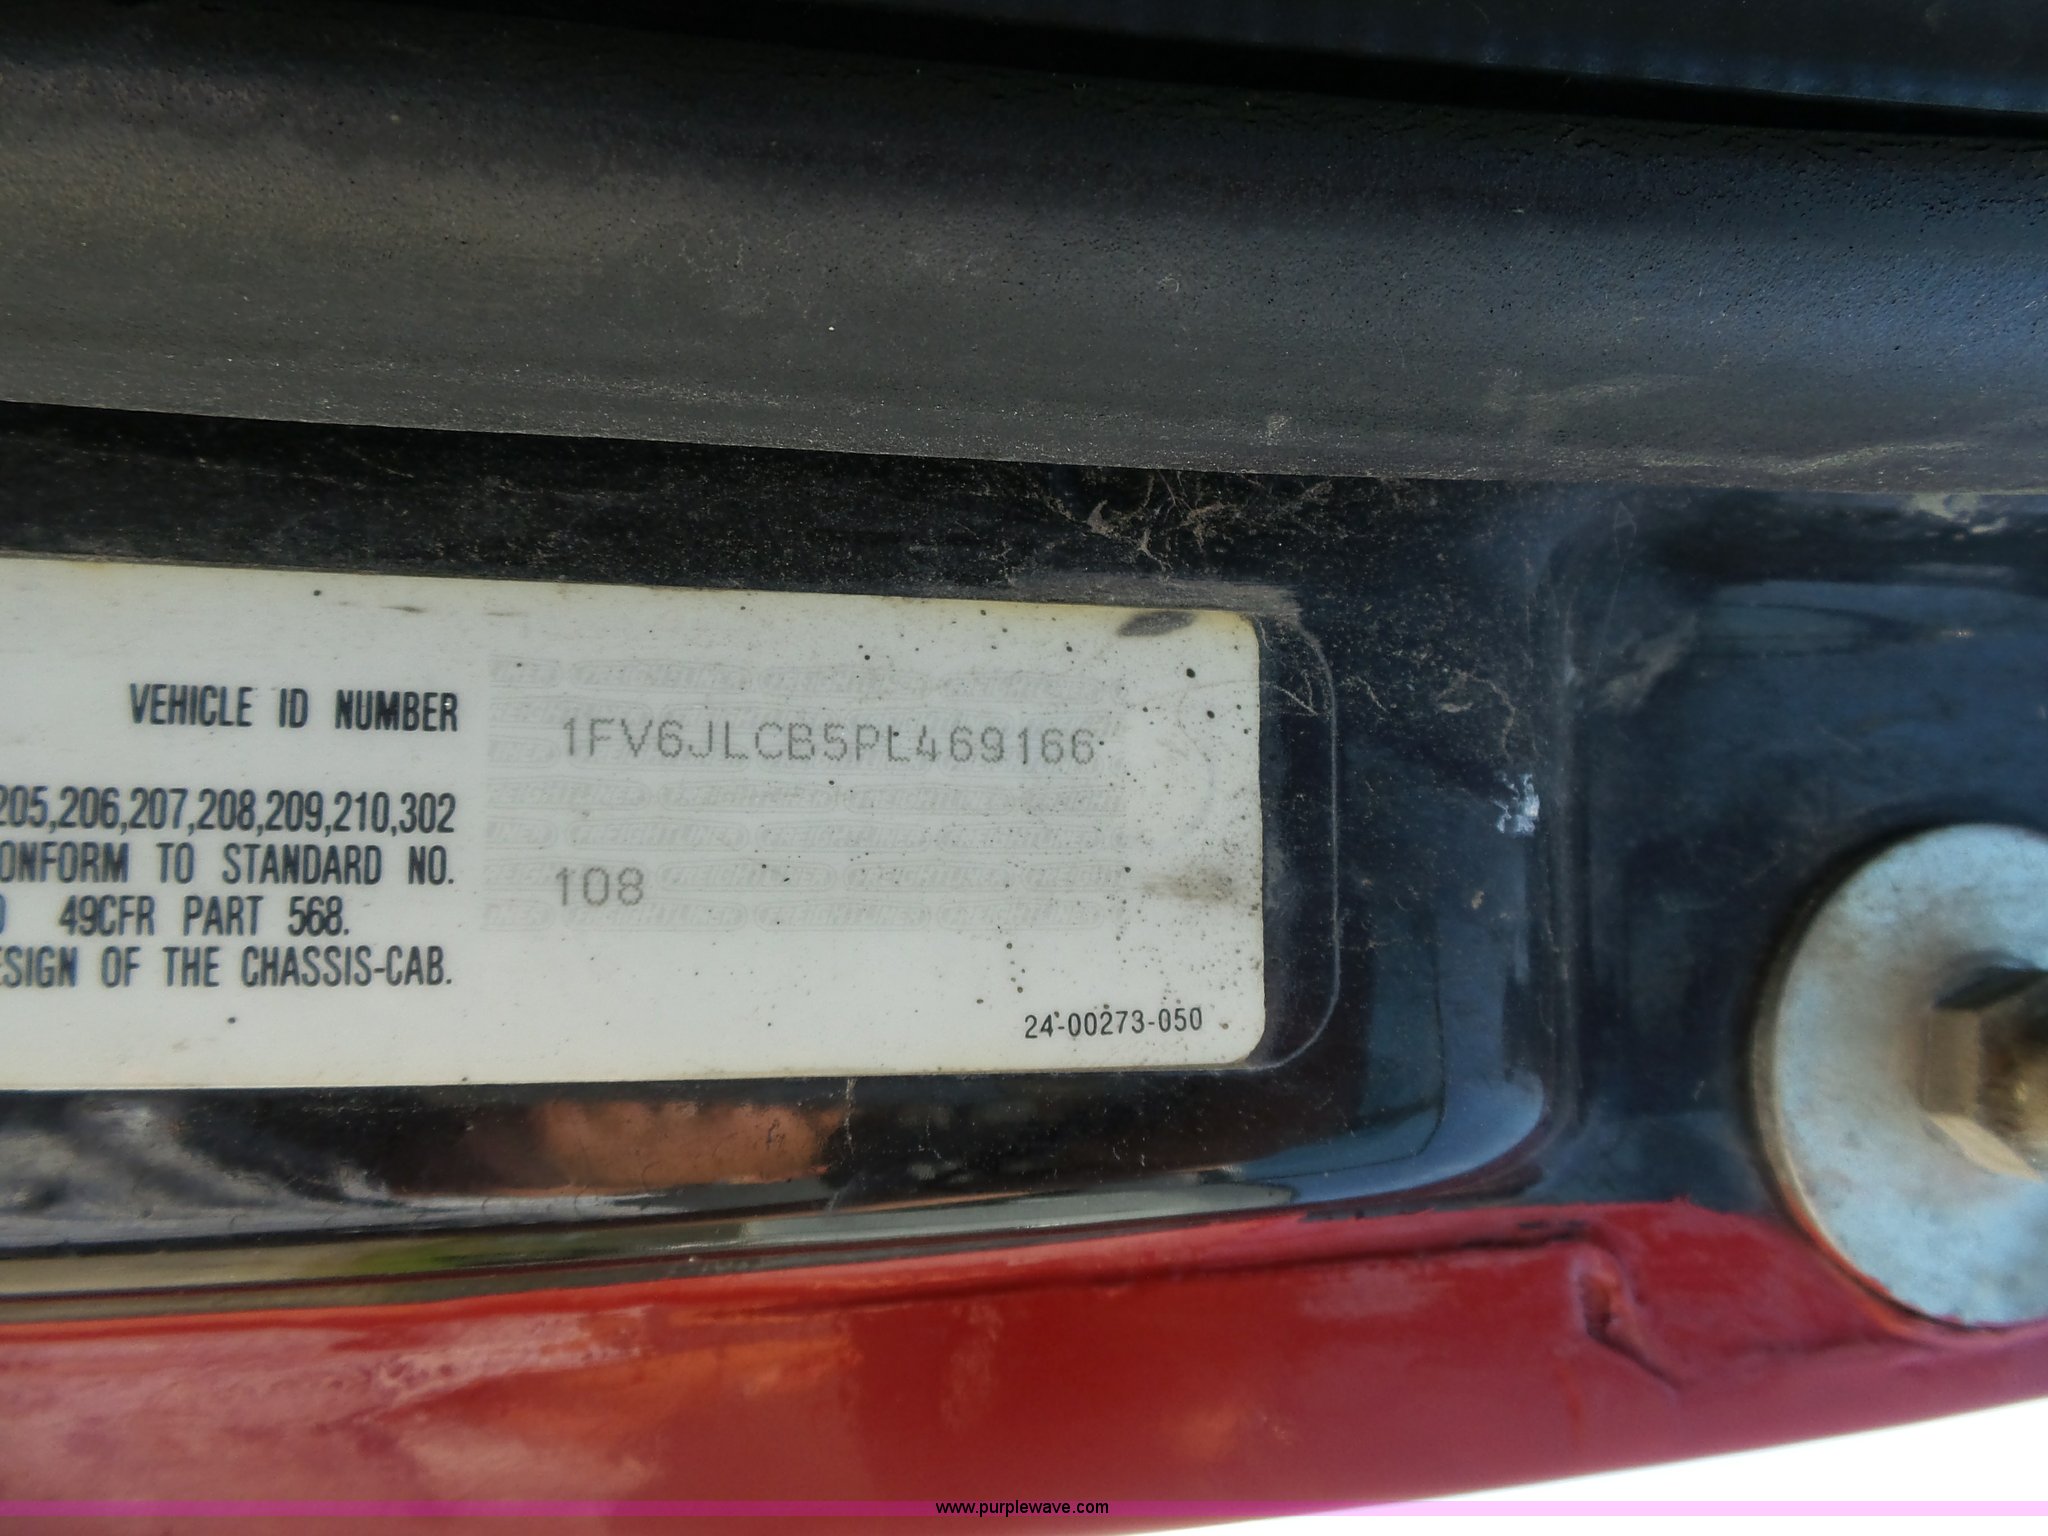 VEHICLE ID NUMBER 1FV6JLCB5PL469166
205,206,207,208,209,210,302
ONFORM TO STANDARD NO. 108
49CFR PART 568.
ESIGN OF THE CHASSIS-CAB.
24-00273-050
www.purplewave.com